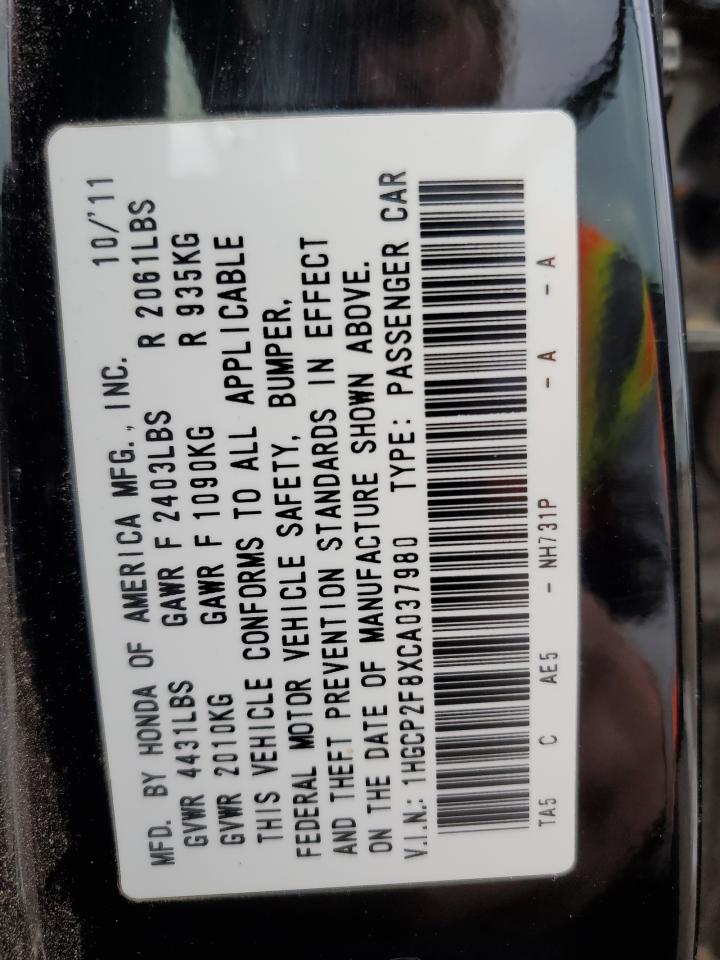 MFD. BY HONDA OF AMERICA MFG., INC. 10/'11
GVWR 4431LBS GAWR F 2403LBS R 2061LBS
GVWR 2010KG GAWR F 1090KG R 935KG
THIS VEHICLE CONFORMS TO ALL APPLICABLE
FEDERAL MOTOR VEHICLE SAFETY, BUMPER,
AND THEFT PREVENTION STANDARDS IN EFFECT
ON THE DATE OF MANUFACTURE SHOWN ABOVE.
V.I.N.: 1HGCP2F8XCA037980 TYPE: PASSENGER CAR
TA5 C AE5 - NH731P - A - A